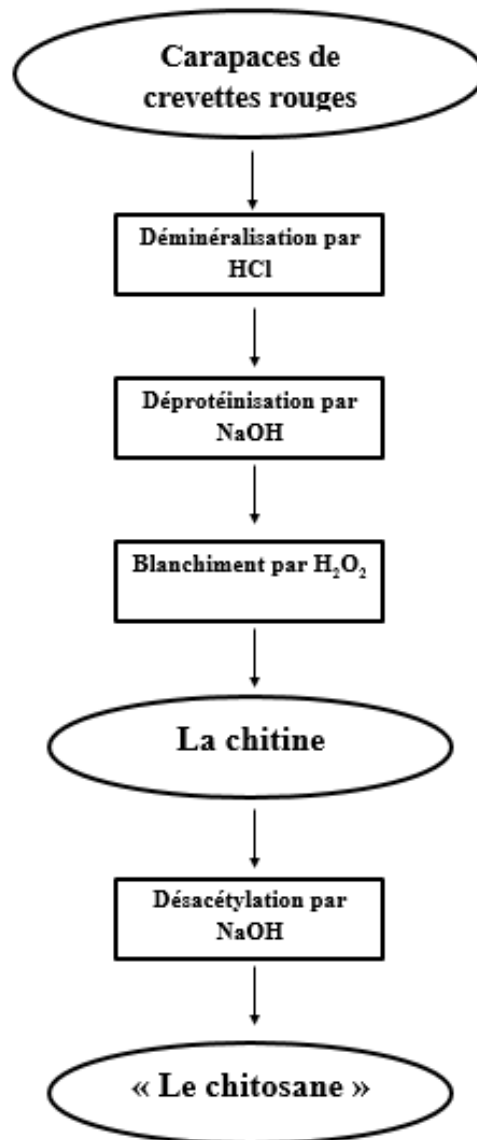 Carapaces de
crevettes rouges
Déminéralisation par
HCl
Déprotéinisation par
NaOH
Blanchiment par H₂O₂
La chitine
Désacétylation par
NaOH
« Le chitosane »